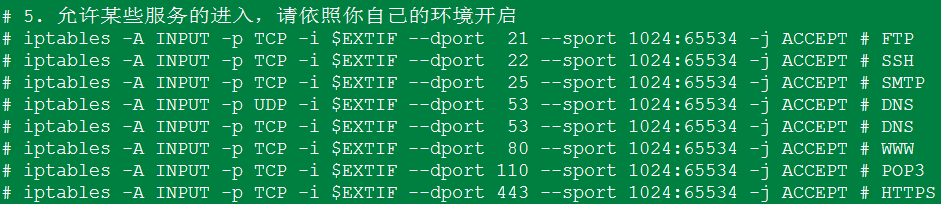 # 5. 允许某些服务的进入，请依照你自己的环境开启
# iptables -A INPUT -p TCP -i $EXTIF --dport  21 --sport 1024:65534 -j ACCEPT # FTP
# iptables -A INPUT -p TCP -i $EXTIF --dport  22 --sport 1024:65534 -j ACCEPT # SSH
# iptables -A INPUT -p TCP -i $EXTIF --dport  25 --sport 1024:65534 -j ACCEPT # SMTP
# iptables -A INPUT -p UDP -i $EXTIF --dport  53 --sport 1024:65534 -j ACCEPT # DNS
# iptables -A INPUT -p TCP -i $EXTIF --dport  53 --sport 1024:65534 -j ACCEPT # DNS
# iptables -A INPUT -p TCP -i $EXTIF --dport  80 --sport 1024:65534 -j ACCEPT # WWW
# iptables -A INPUT -p TCP -i $EXTIF --dport 110 --sport 1024:65534 -j ACCEPT # POP3
# iptables -A INPUT -p TCP -i $EXTIF --dport 443 --sport 1024:65534 -j ACCEPT # HTTPS